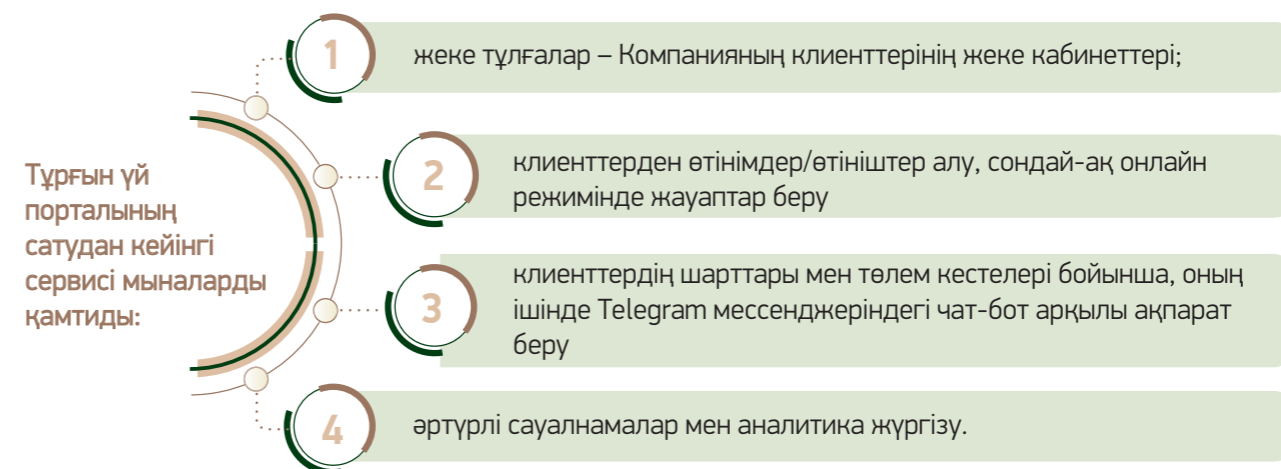 Тұрғын үй
порталының
сатудан кейінгі
сервисі мыналарды
қамтиды:
1
жеке тұлғалар – Компанияның клиенттерінің жеке кабинеттері;
2
клиенттерден өтінімдер/өтініштер алу, сондай-ақ онлайн
режимінде жауаптар беру
3
клиенттердің шарттары мен төлем кестелері бойынша, оның
ішінде Telegram мессенджеріндегі чат-бот арқылы ақпарат
беру
4
әртүрлі сауалнамалар мен аналитика жүргізу.